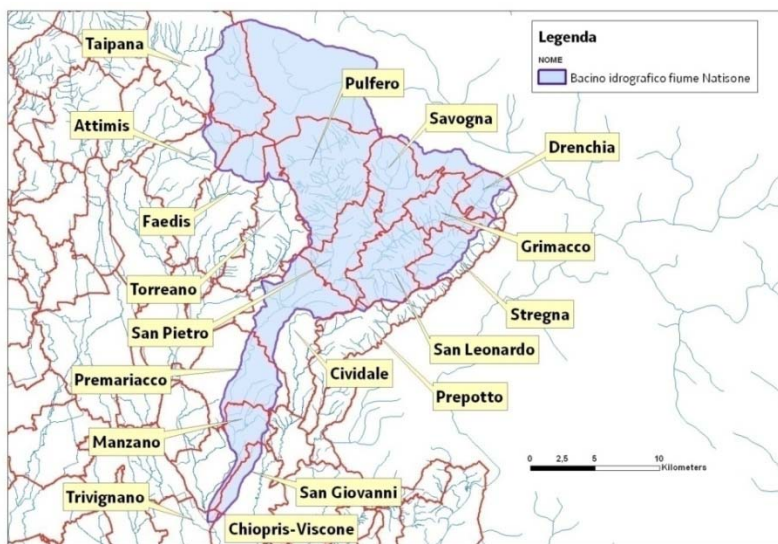 Taipana
Legenda
NOME
Bacino idrografico fiume Natisone
Pulfero
Attimis
Savogna
Drenchia
Faedis
Grimacco
Torreano
Stregna
San Pietro
San Leonardo
Premariacco
Cividale
Prepotto
Manzano
0 2,5 5 10
Kilometers
Trivignano
San Giovanni
Chiopris-Viscone